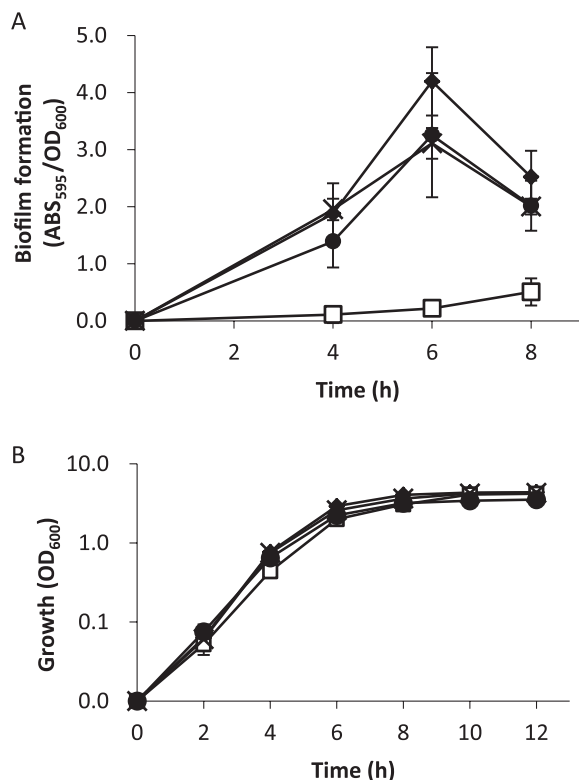 A
5.0
4.0
3.0
2.0
1.0
0.0
Biofilm formation
(ABS₅₉₅/OD₆₀₀)
0 2 4 6 8
Time (h)
B
10.0
1.0
0.1
0.0
Growth (OD₆₀₀)
0 2 4 6 8 10 12
Time (h)